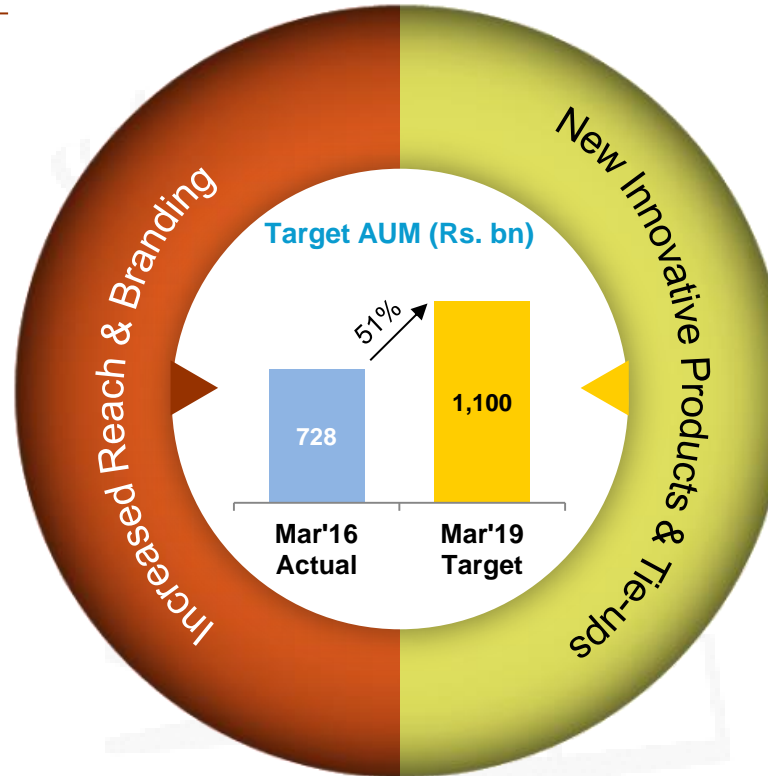 Increased Reach & Branding
New Innovative Products & Tie-ups
Target AUM (Rs. bn)
51%
728
1,100
Mar'16
Actual
Mar'19
Target